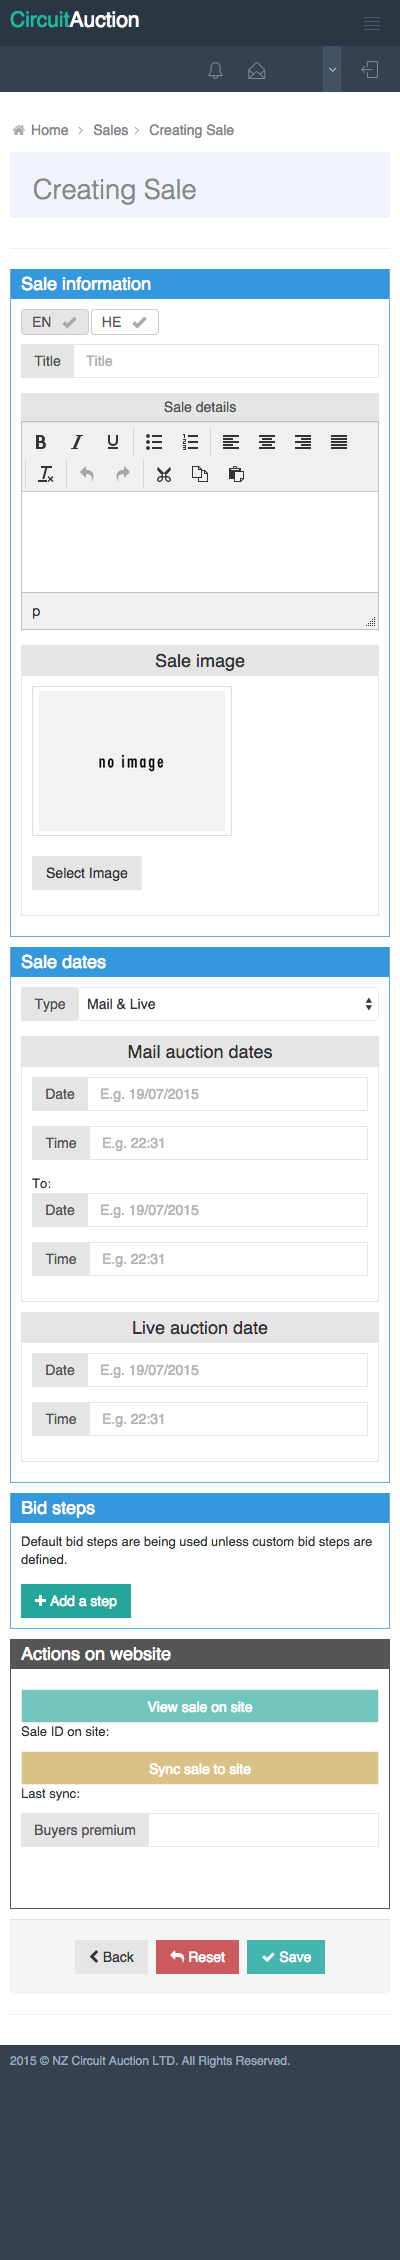 CircuitAuction
Home > Sales > Creating Sale
Creating Sale
Sale information
EN HE
Title Title
Sale details
p
Sale image
no image
Select Image
Sale dates
Type Mail & Live
Mail auction dates
Date E.g. 19/07/2015
Time E.g. 22:31
To:
Date E.g. 19/07/2015
Time E.g. 22:31
Live auction date
Date E.g. 19/07/2015
Time E.g. 22:31
Bid steps
Default bid steps are being used unless custom bid steps are
defined.
+ Add a step
Actions on website
View sale on site
Sale ID on site:
Sync sale to site
Last sync:
Buyers premium
Back Reset Save
2015 © NZ Circuit Auction LTD. All Rights Reserved.